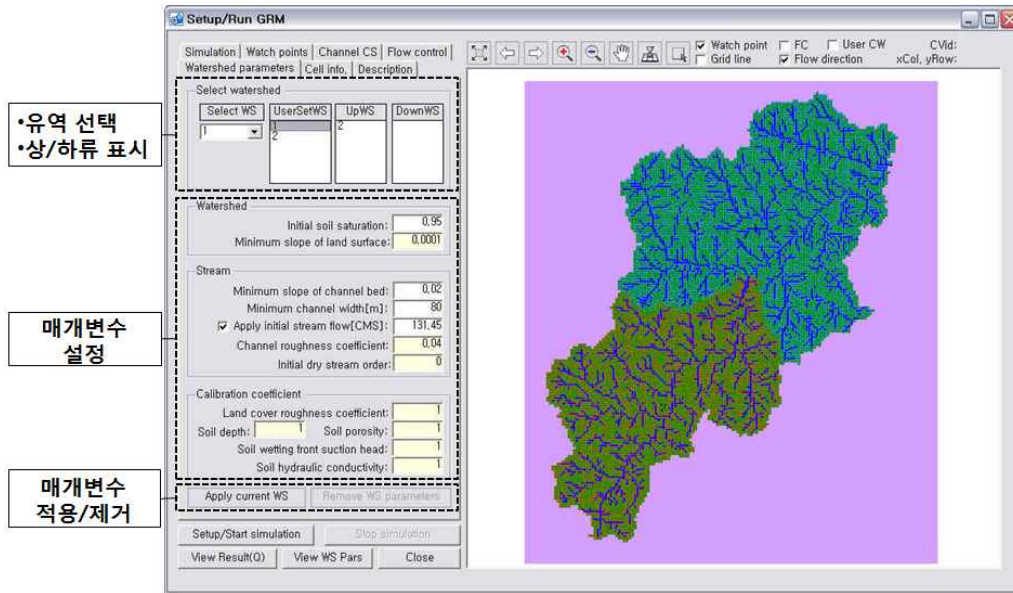 Setup/Run GRM
Simulation Watch points Channel CS Flow control
Watershed parameters Cell info, Description
Watch point FC User CW CVid:
Grid line Flow direction xCol, yRow:
•유역 선택
•상/하류 표시
Select watershed
Select WS UserSetWS UpWS DownWS
1 1 2
2
매개변수
설정
Watershed
Initial soil saturation: 0,95
Minimum slope of land surface: 0,0001
Stream
Minimum slope of channel bed: 0,02
Minimum channel width[m]: 80
Apply initial stream flow[CMS]: 131,45
Channel roughness coefficient: 0,04
Initial dry stream order: 0
Calibration coefficient
Land cover roughness coefficient: 1
Soil depth: 1 Soil porosity: 1
Soil wetting front suction head: 1
Soil hydraulic conductivity: 1
매개변수
적용/제거
Apply current WS Remove WS parameters
Setup/Start simulation Stop simulation
View Result(Q) View WS Pars Close